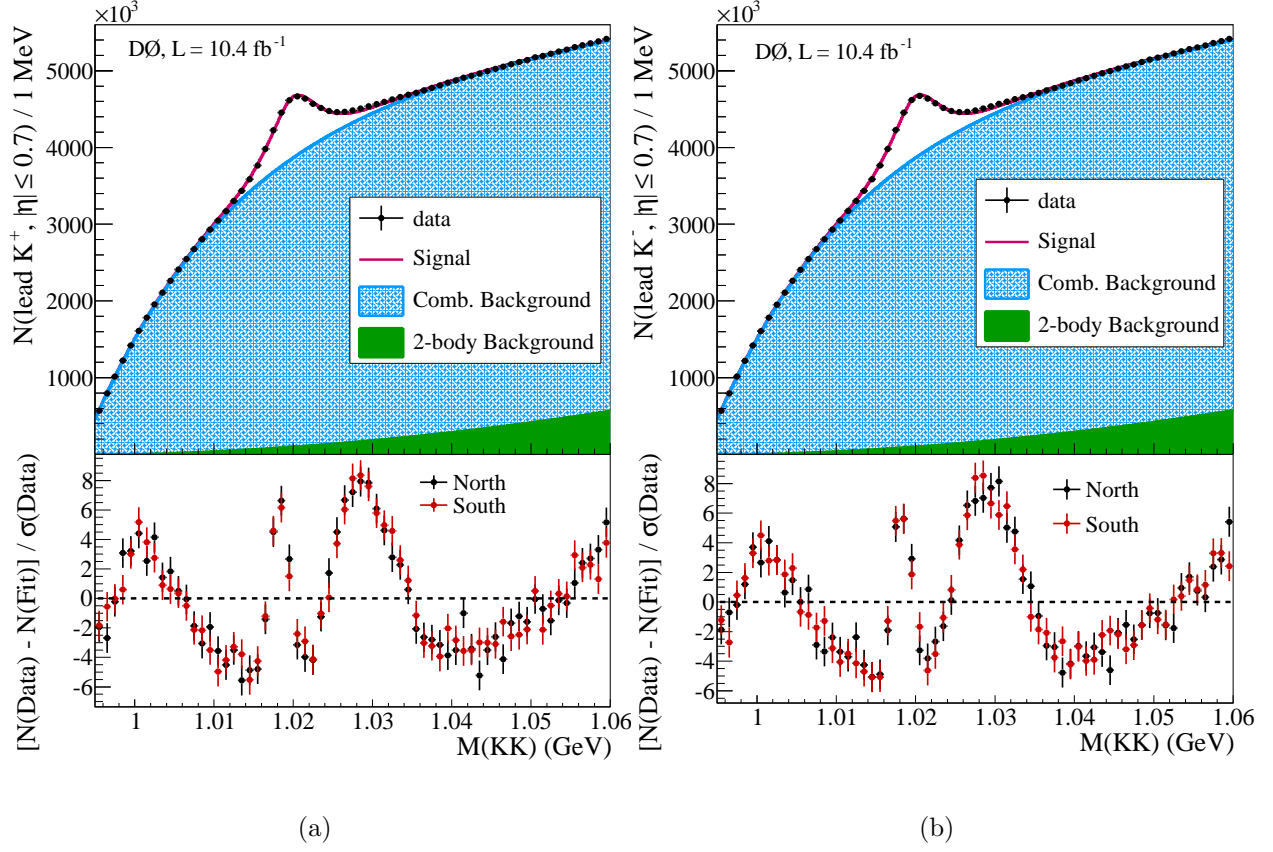 ×10³
DØ, L = 10.4 fb⁻¹
N(lead K⁺, |η| ≤ 0.7) / 1 MeV
5000
4000
3000
2000
1000
data
Signal
Comb. Background
2-body Background
[N(Data) - N(Fit)] / σ(Data)
8
6
4
2
0
-2
-4
-6
North
South
1 1.01 1.02 1.03 1.04 1.05 1.06
M(KK) (GeV)
(a)
×10³
DØ, L = 10.4 fb⁻¹
N(lead K⁻, |η| ≤ 0.7) / 1 MeV
5000
4000
3000
2000
1000
data
Signal
Comb. Background
2-body Background
[N(Data) - N(Fit)] / σ(Data)
8
6
4
2
0
-2
-4
-6
-8
North
South
1 1.01 1.02 1.03 1.04 1.05 1.06
M(KK) (GeV)
(b)